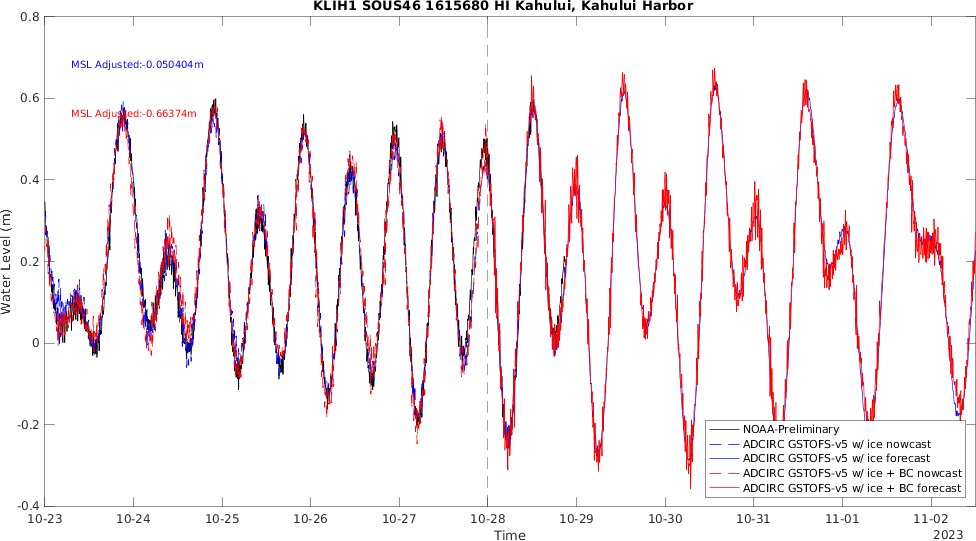 KLIH1 SOUS46 1615680 HI Kahului, Kahului Harbor
0.8
MSL Adjusted:-0.050404m
0.6
MSL Adjusted:-0.66374m
0.4
Water Level (m)
0.2
0
-0.2
-0.4
NOAA-Preliminary
ADCIRC GSTOFS-v5 w/ ice nowcast
ADCIRC GSTOFS-v5 w/ ice forecast
ADCIRC GSTOFS-v5 w/ ice + BC nowcast
ADCIRC GSTOFS-v5 w/ ice + BC forecast
10-23 10-24 10-25 10-26 10-27 10-28 10-29 10-30 10-31 11-01 11-02
Time
2023